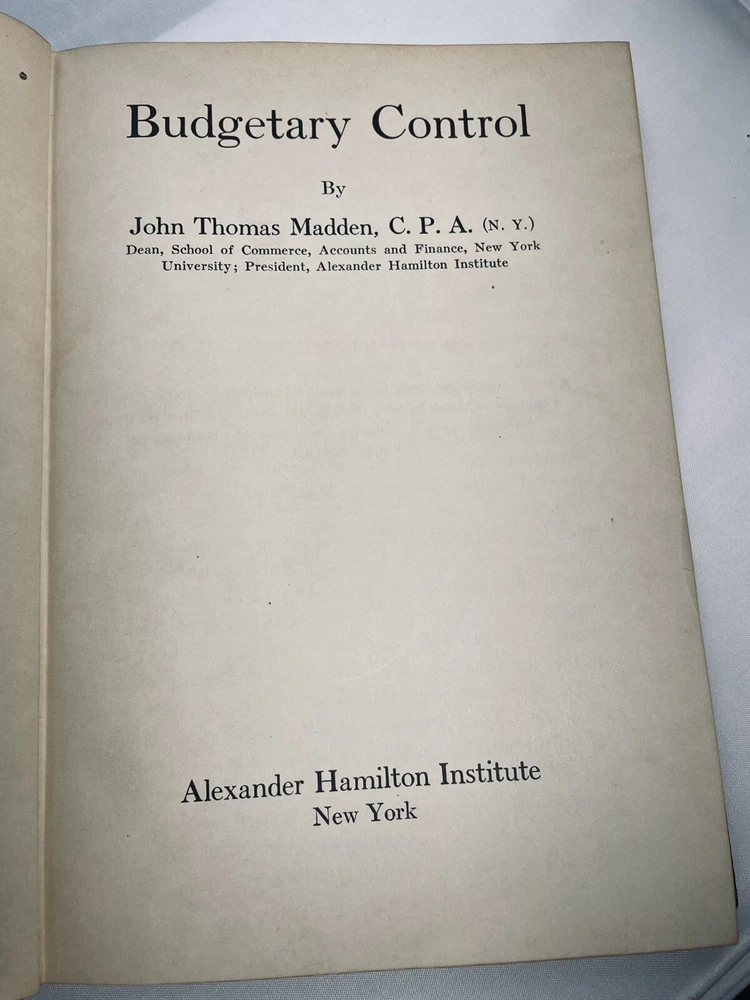 Budgetary Control
By
John Thomas Madden, C. P. A. (N. Y.)
Dean, School of Commerce, Accounts and Finance, New York
University; President, Alexander Hamilton Institute
Alexander Hamilton Institute
New York